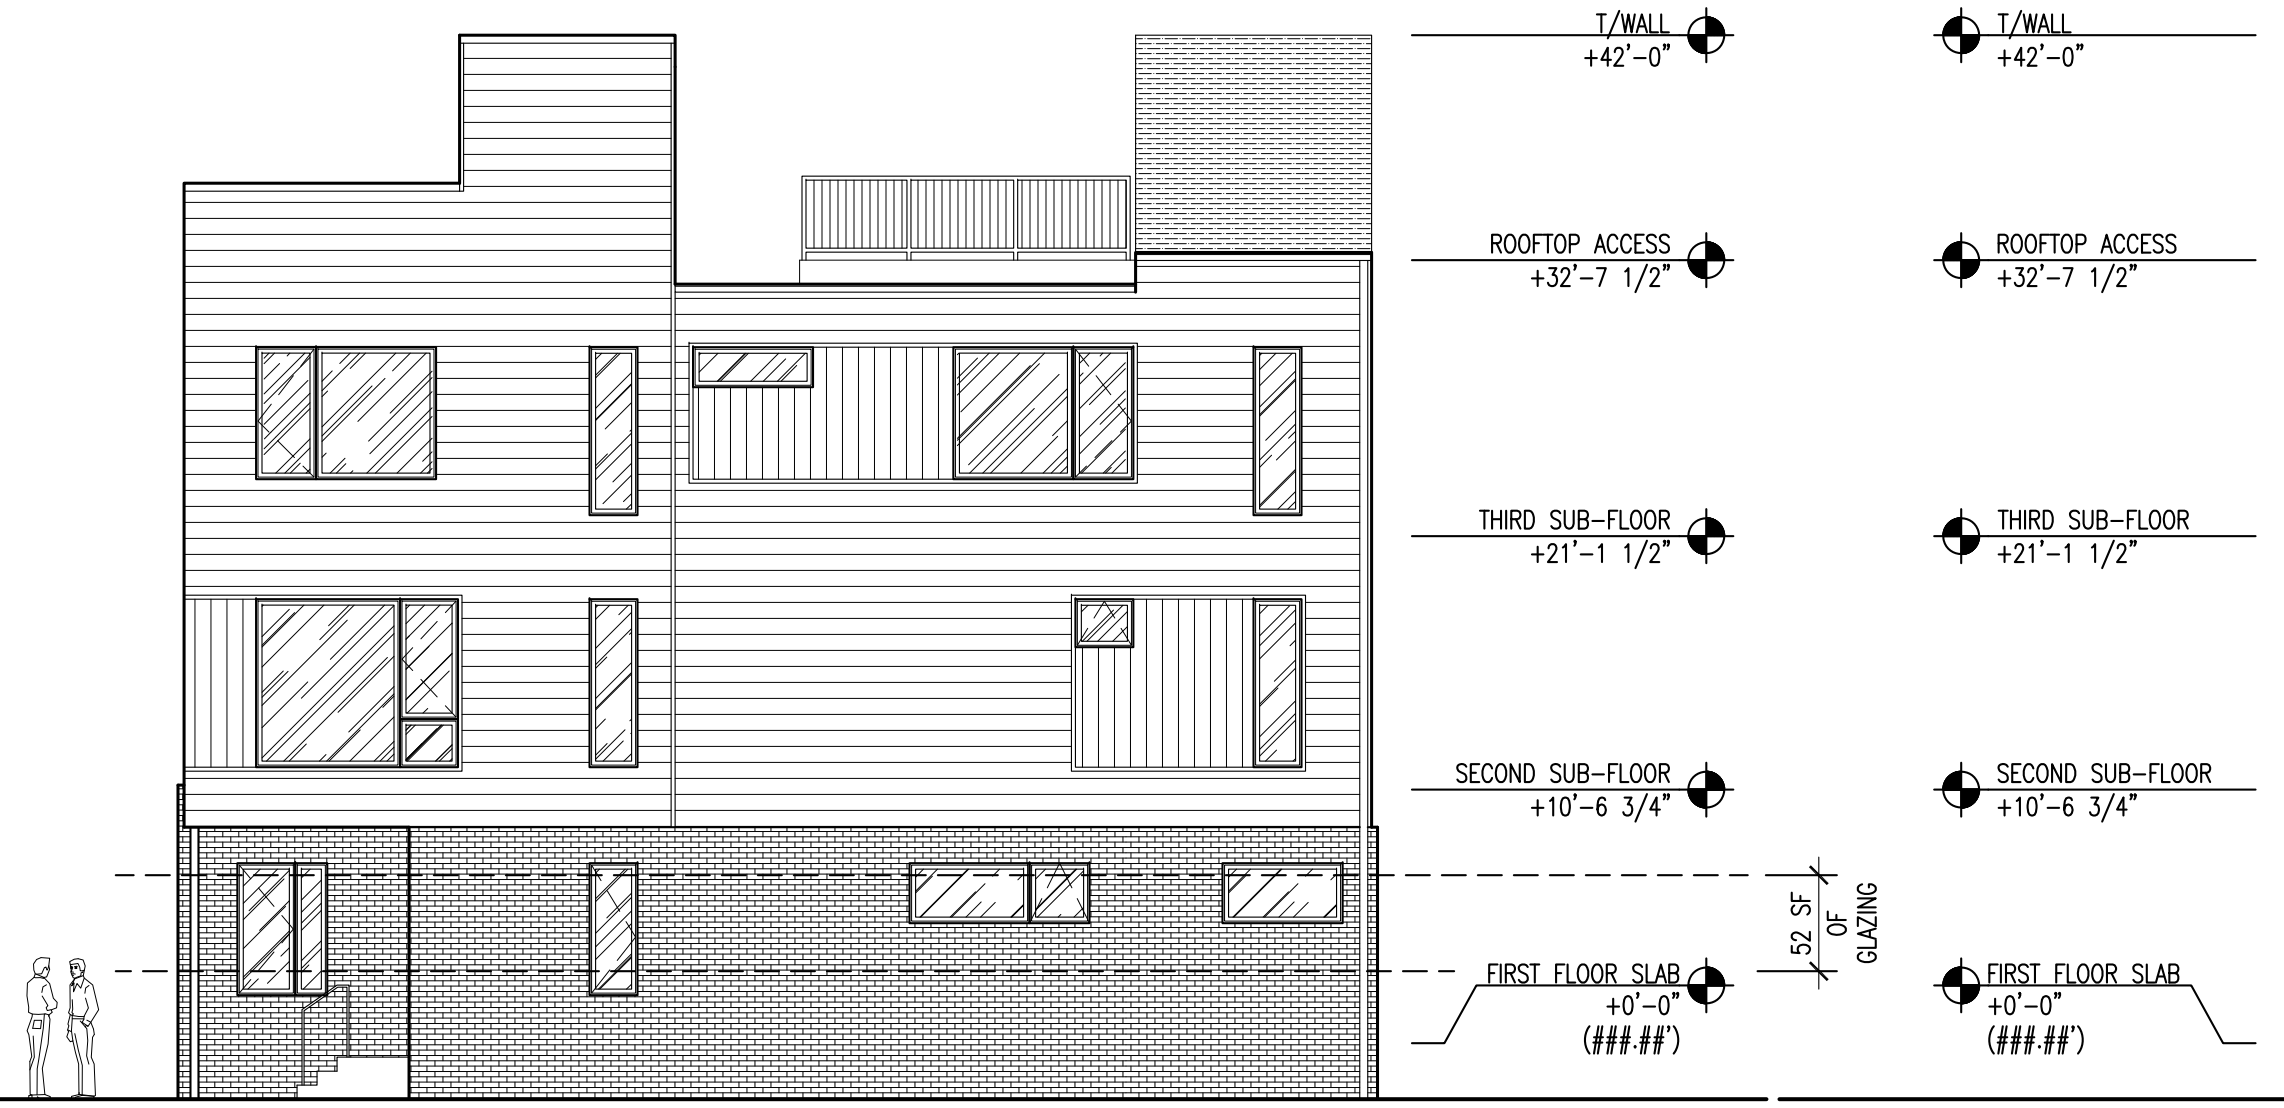 T/WALL
+42'-0"
T/WALL
+42'-0"
ROOFTOP ACCESS
+32'-7 1/2"
ROOFTOP ACCESS
+32'-7 1/2"
THIRD SUB-FLOOR
+21'-1 1/2"
THIRD SUB-FLOOR
+21'-1 1/2"
SECOND SUB-FLOOR
+10'-6 3/4"
SECOND SUB-FLOOR
+10'-6 3/4"
52 SF
OF
GLAZING
FIRST FLOOR SLAB
+0'-0"
(###.##')
FIRST FLOOR SLAB
+0'-0"
(###.##')